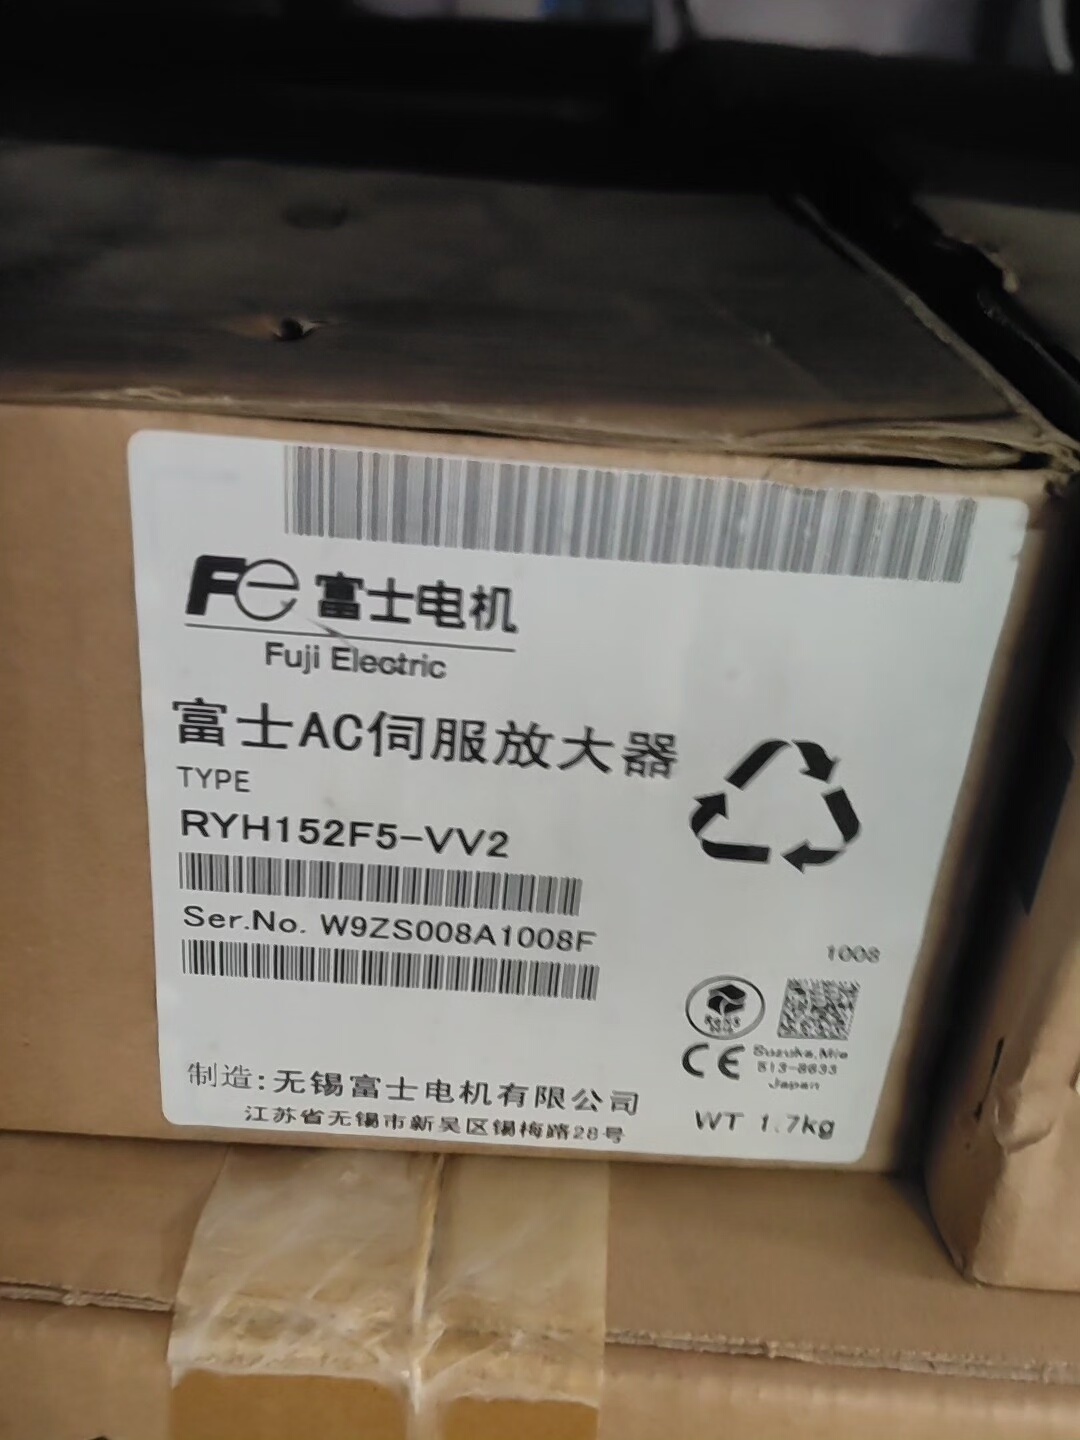 Fe 富士电机
Fuji Electric
富士AC伺服放大器
TYPE
RYH152F5-VV2
Ser.No. W9ZS008A1008F
1008
RoHS
CE
Suzuka, Mie
513-8633
Japan
制造:无锡富士电机有限公司
江苏省无锡市新吴区锡梅路28号
WT 1.7kg